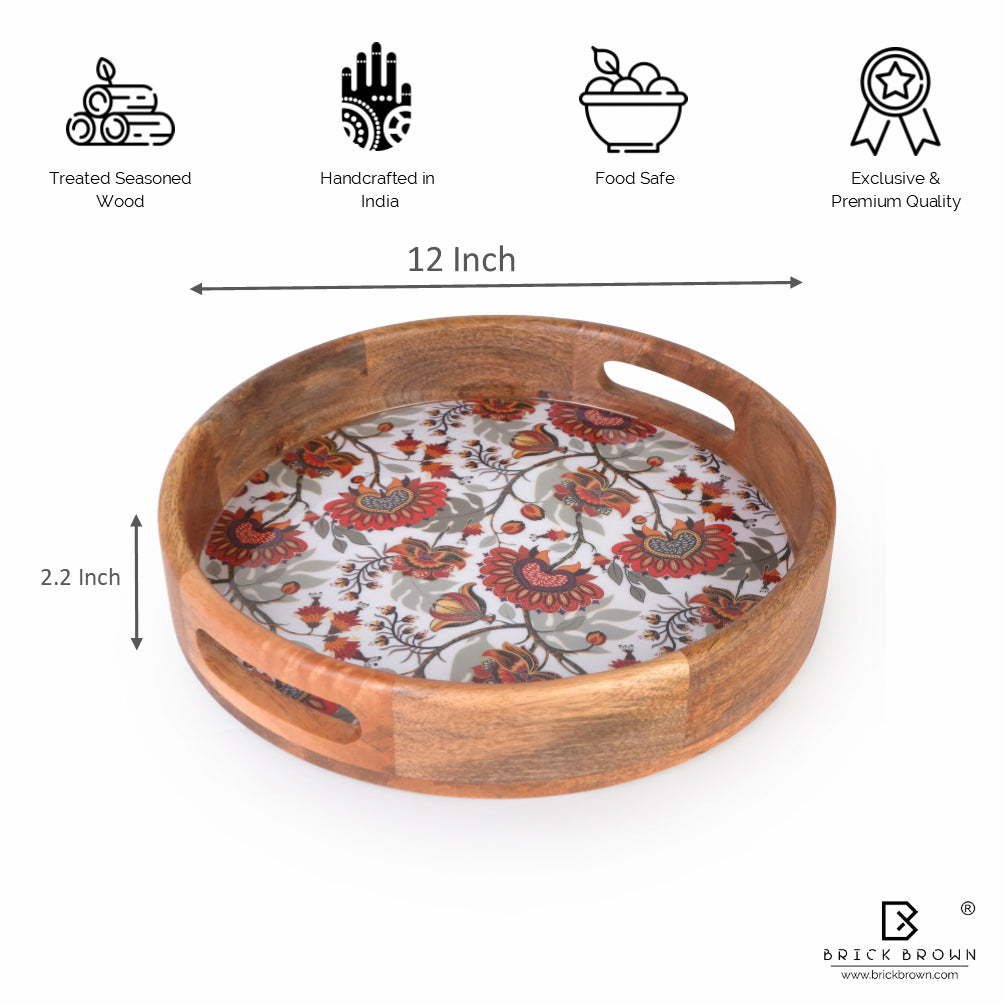 Treated Seasoned
Wood
Handcrafted in
India
Food Safe
Exclusive &
Premium Quality
12 Inch
2.2 Inch
®
BRICK BROWN
www.brickbrown.com